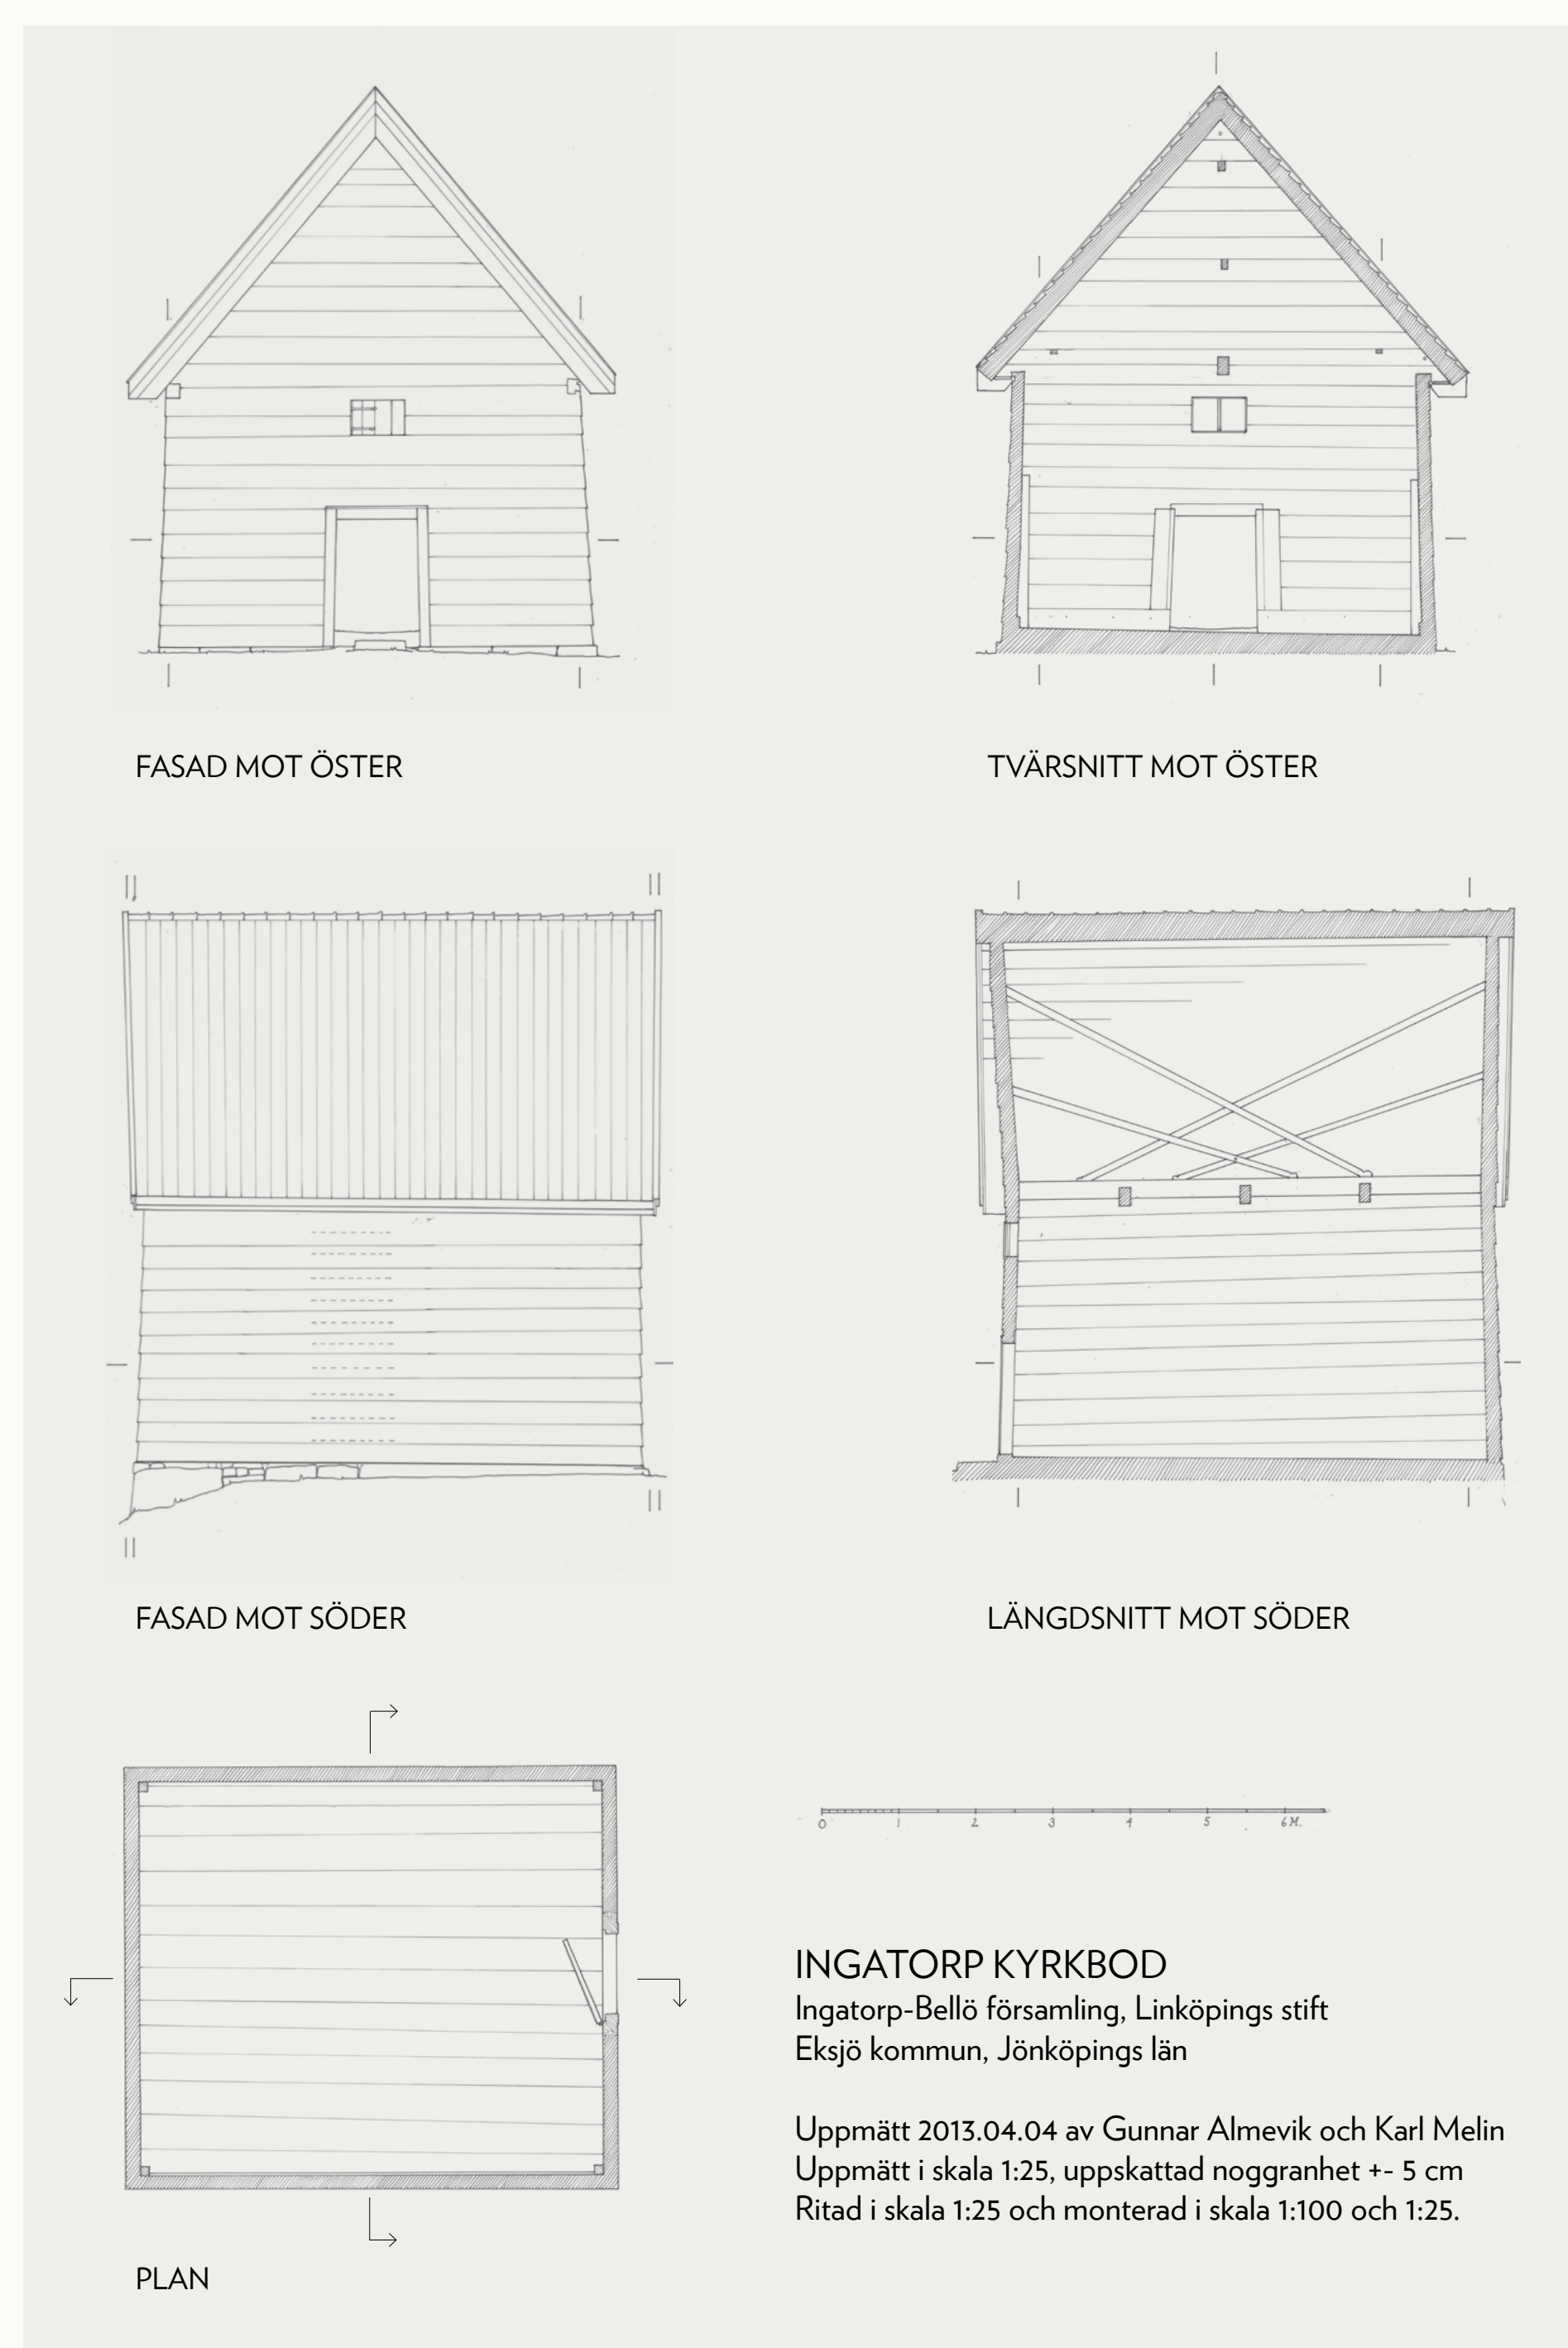 FASAD MOT ÖSTER
TVÄRSNITT MOT ÖSTER
FASAD MOT SÖDER
LÄNGDSNITT MOT SÖDER
0 1 2 3 4 5 6 M.
INGATORP KYRKBOD
Ingatorp-Bellö församling, Linköpings stift
Eksjö kommun, Jönköpings län
Uppmätt 2013.04.04 av Gunnar Almevik och Karl Melin
Uppmätt i skala 1:25, uppskattad noggranhet +- 5 cm
Ritad i skala 1:25 och monterad i skala 1:100 och 1:25.
PLAN